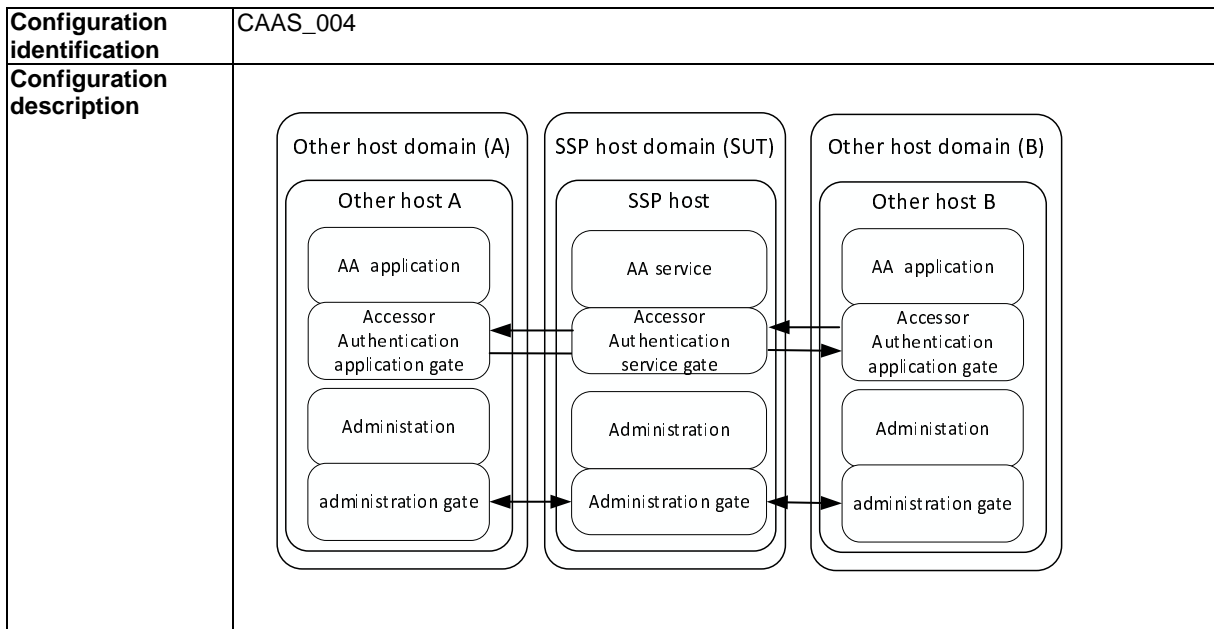 Configuration
identification
CAAS_004
Configuration
description
Other host domain (A)
Other host A
AA application
Accessor
Authentication
application gate
Administation
administration gate
SSP host domain (SUT)
SSP host
AA service
Accessor
Authentication
service gate
Administration
Administration gate
Other host domain (B)
Other host B
AA application
Accessor
Authentication
application gate
Administation
administration gate